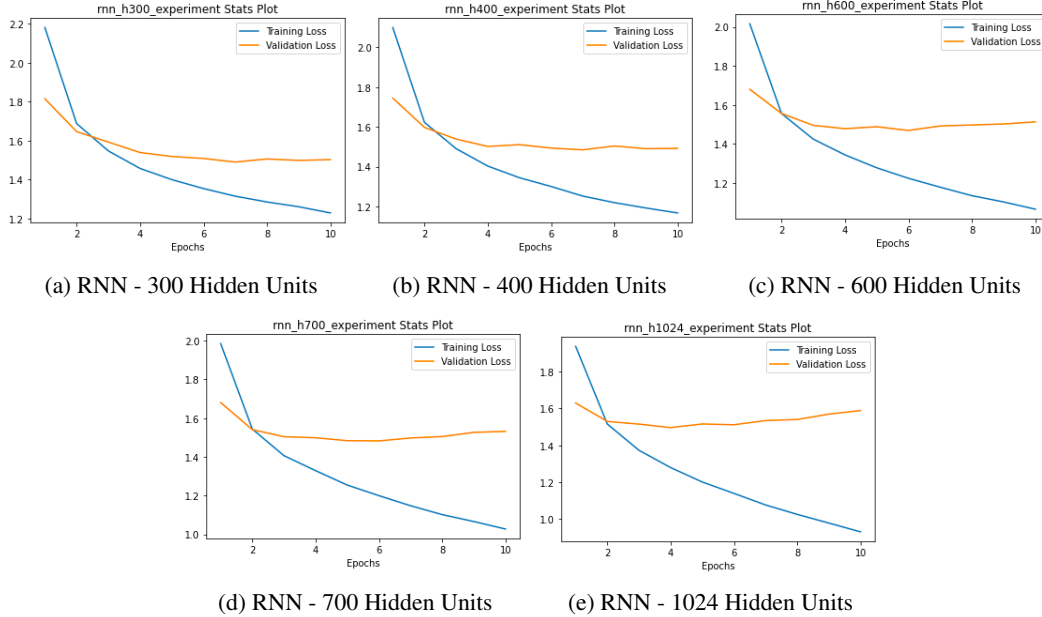 rnn_h300_experiment Stats Plot
Training Loss
Validation Loss
2.2
2.0
1.8
1.6
1.4
1.2
2 4 6 8 10
Epochs
(a) RNN - 300 Hidden Units
rnn_h400_experiment Stats Plot
Training Loss
Validation Loss
2.0
1.8
1.6
1.4
1.2
2 4 6 8 10
Epochs
(b) RNN - 400 Hidden Units
rnn_h600_experiment Stats Plot
Training Loss
Validation Loss
2.0
1.8
1.6
1.4
1.2
2 4 6 8 10
Epochs
(c) RNN - 600 Hidden Units
rnn_h700_experiment Stats Plot
Training Loss
Validation Loss
2.0
1.8
1.6
1.4
1.2
1.0
2 4 6 8 10
Epochs
(d) RNN - 700 Hidden Units
rnn_h1024_experiment Stats Plot
Training Loss
Validation Loss
1.8
1.6
1.4
1.2
1.0
2 4 6 8 10
Epochs
(e) RNN - 1024 Hidden Units